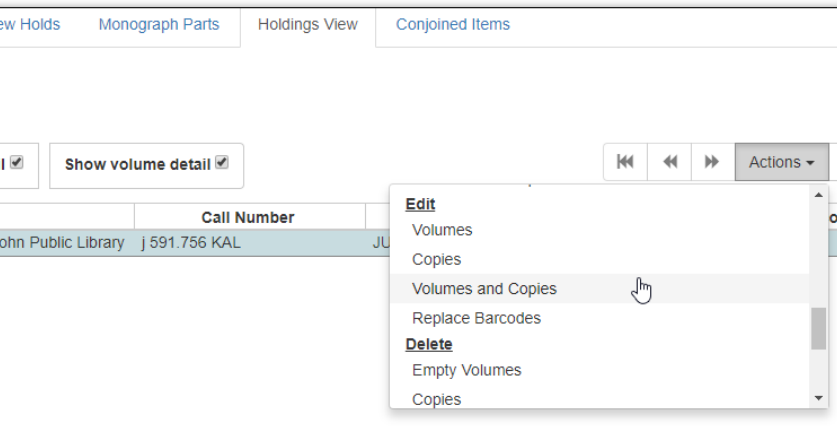 ew Holds Monograph Parts Holdings View Conjoined Items
Show volume detail Actions
Call Number
ohn Public Library j 591.756 KAL JU
Edit
Volumes
Copies
Volumes and Copies
Replace Barcodes
Delete
Empty Volumes
Copies